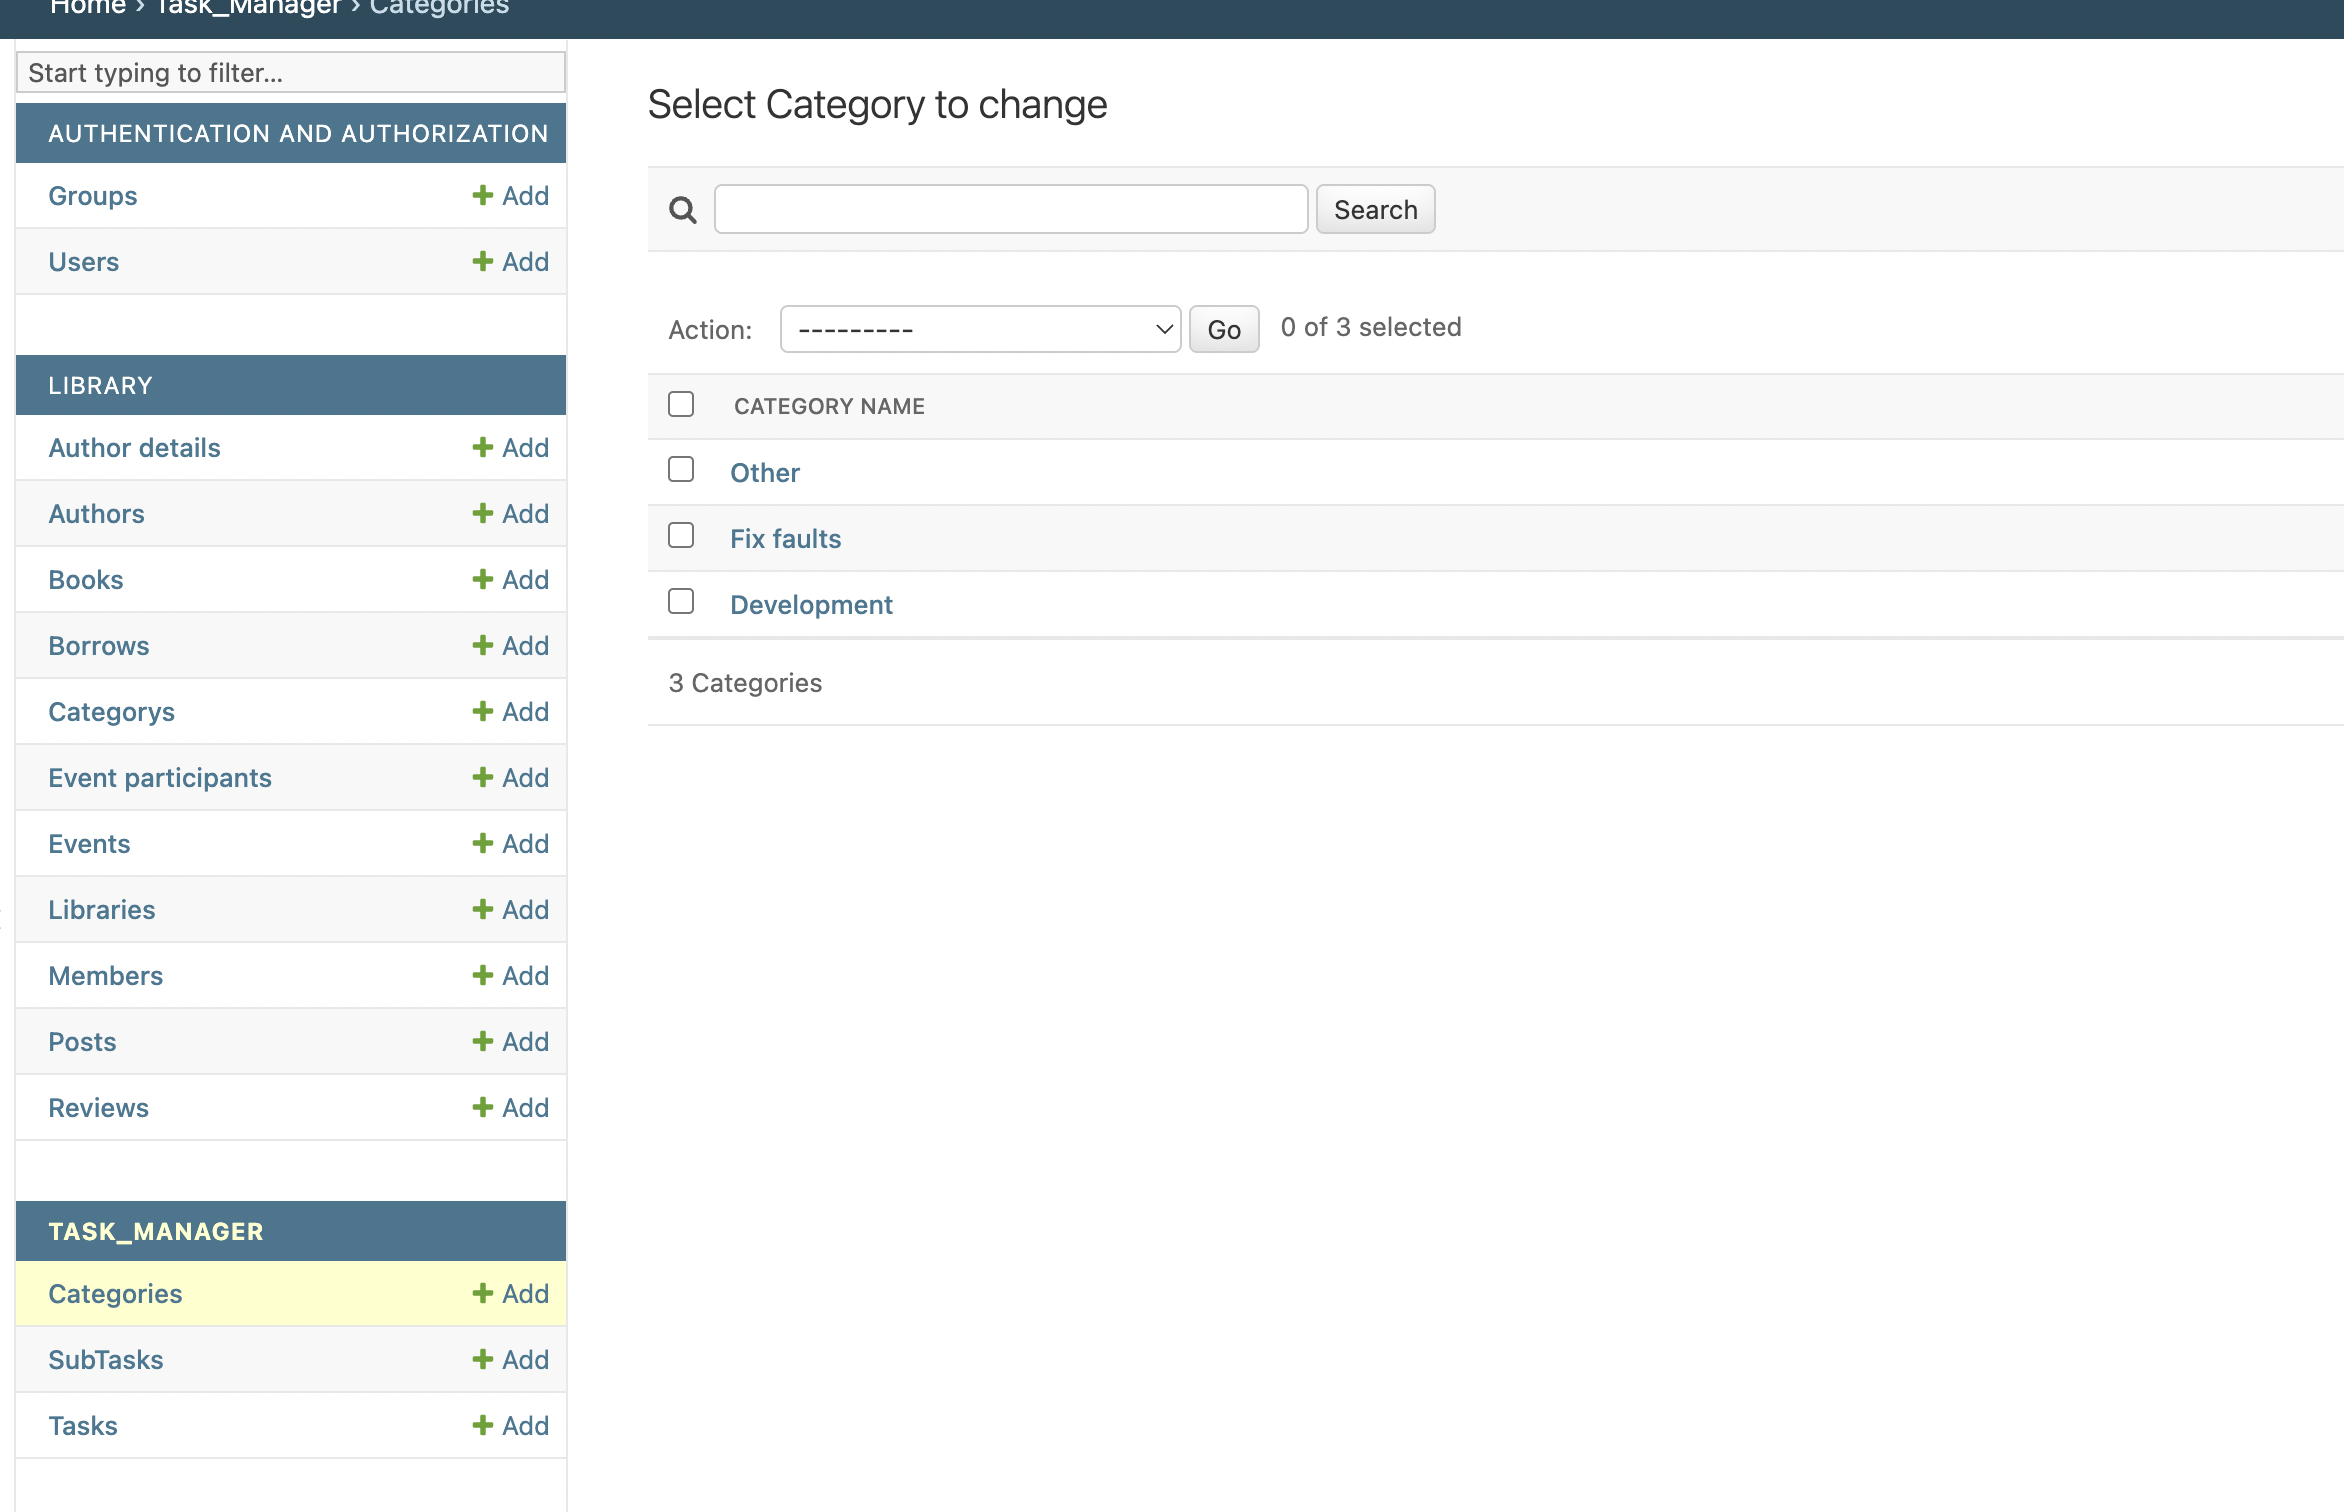 Home › Task_Manager › Categories
Start typing to filter...
AUTHENTICATION AND AUTHORIZATION
Groups + Add
Users + Add
LIBRARY
Author details + Add
Authors + Add
Books + Add
Borrows + Add
Categorys + Add
Event participants + Add
Events + Add
Libraries + Add
Members + Add
Posts + Add
Reviews + Add
TASK_MANAGER
Categories + Add
SubTasks + Add
Tasks + Add
Select Category to change
Search
Action: --------- Go 0 of 3 selected
CATEGORY NAME
Other
Fix faults
Development
3 Categories